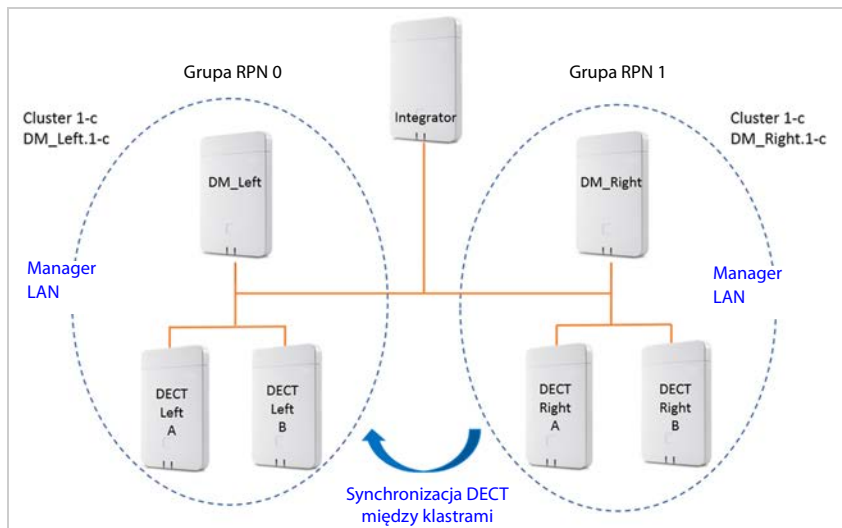 Grupa RPN 0
Grupa RPN 1
Integrator
Cluster 1-c
DM_Left.1-c
Cluster 1-c
DM_Right.1-c
DM_Left
DM_Right
Manager
LAN
Manager
LAN
DECT
Left
A
DECT
Left
B
DECT
Right
A
DECT
Right
B
Synchronizacja DECT
między klastrami